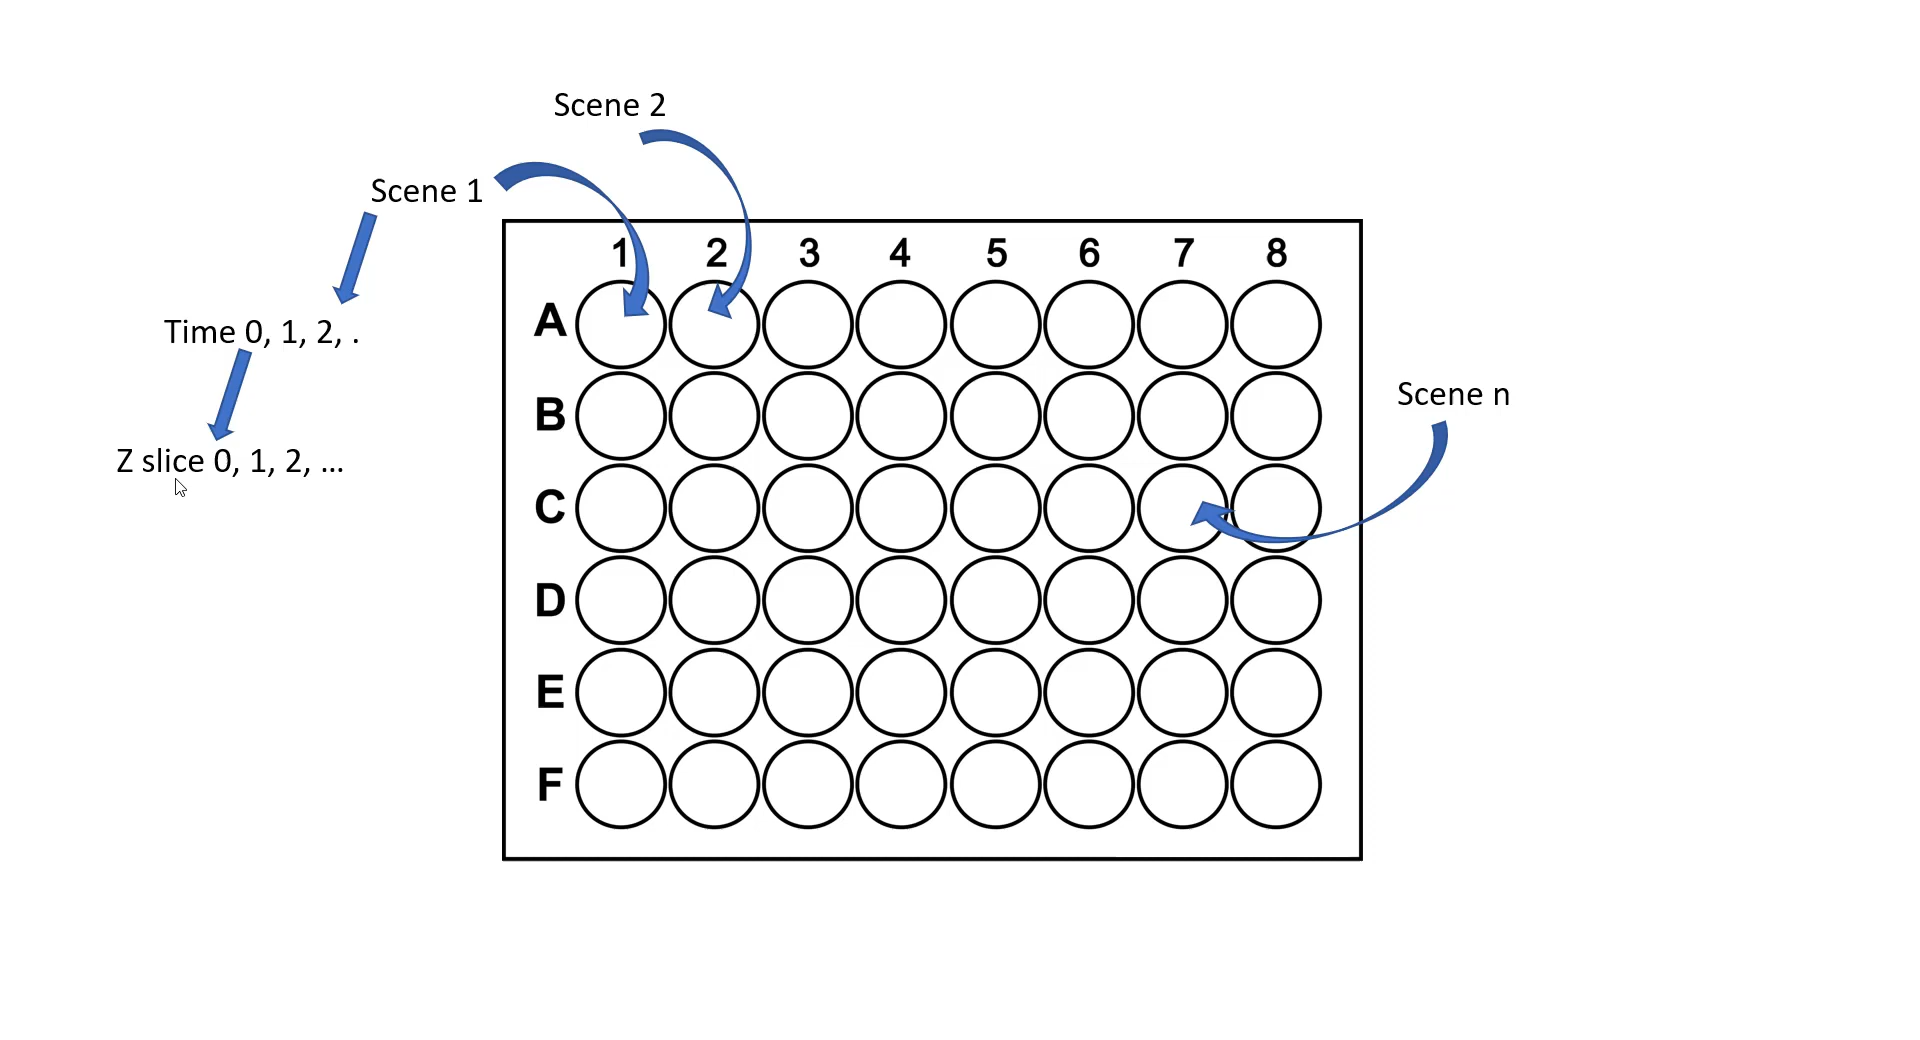 Scene 2
Scene 1
1 2 3 4 5 6 7 8
A
Time 0, 1, 2, .
Scene n
B
Z slice 0, 1, 2, ...
C
D
E
F